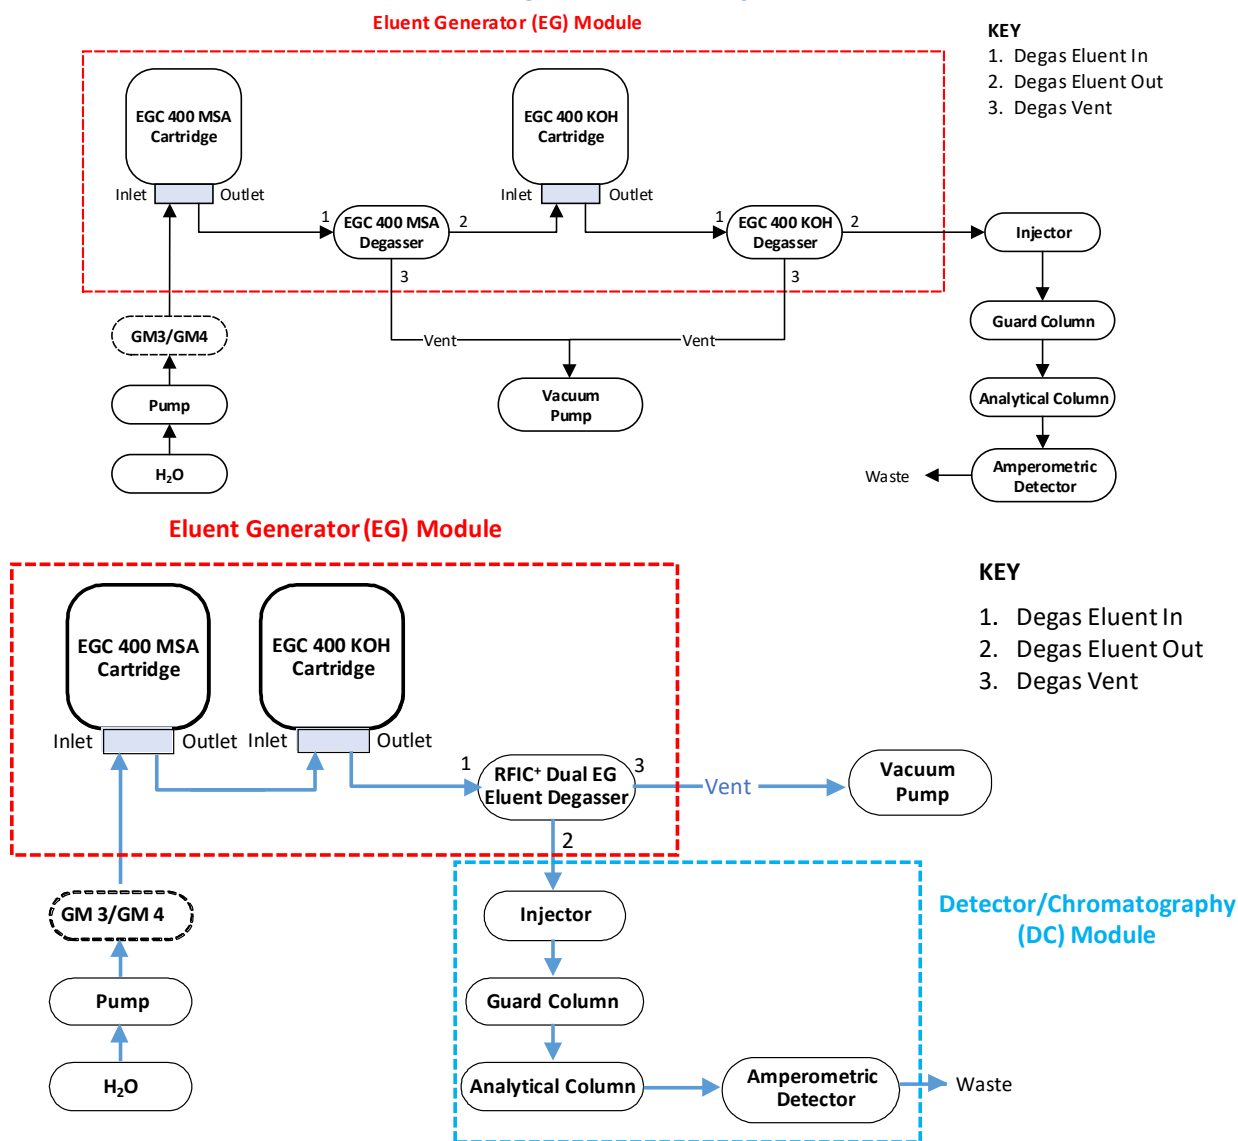 Eluent Generator (EG) Module
KEY
1. Degas Eluent In
2. Degas Eluent Out
3. Degas Vent
EGC 400 MSA
Cartridge
EGC 400 KOH
Cartridge
Inlet
Outlet
Inlet
Outlet
1
EGC 400 MSA
Degasser
2
3
1
EGC 400 KOH
Degasser
2
3
Injector
GM3/GM4
Vent
Vent
Guard Column
Pump
Vacuum
Pump
Analytical Column
H₂O
Waste
Amperometric
Detector
Eluent Generator (EG) Module
KEY
1. Degas Eluent In
2. Degas Eluent Out
3. Degas Vent
EGC 400 MSA
Cartridge
EGC 400 KOH
Cartridge
Inlet
Outlet
Inlet
Outlet
1
RFIC⁺ Dual EG
Eluent Degasser
3
Vent
Vacuum
Pump
2
GM 3/GM 4
Injector
Detector/Chromatography
(DC) Module
Pump
Guard Column
H₂O
Analytical Column
Amperometric
Detector
Waste